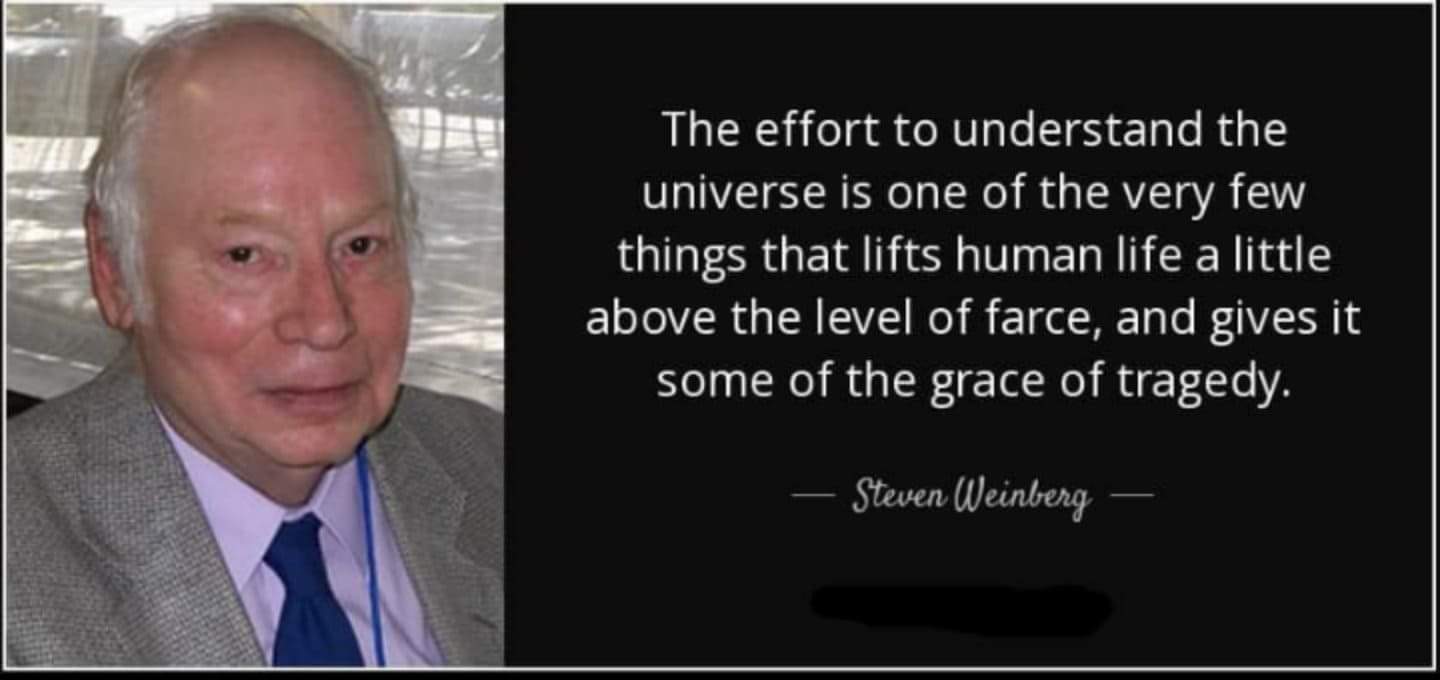 The effort to understand the
universe is one of the very few
things that lifts human life a little
above the level of farce, and gives it
some of the grace of tragedy.
Steven Weinberg